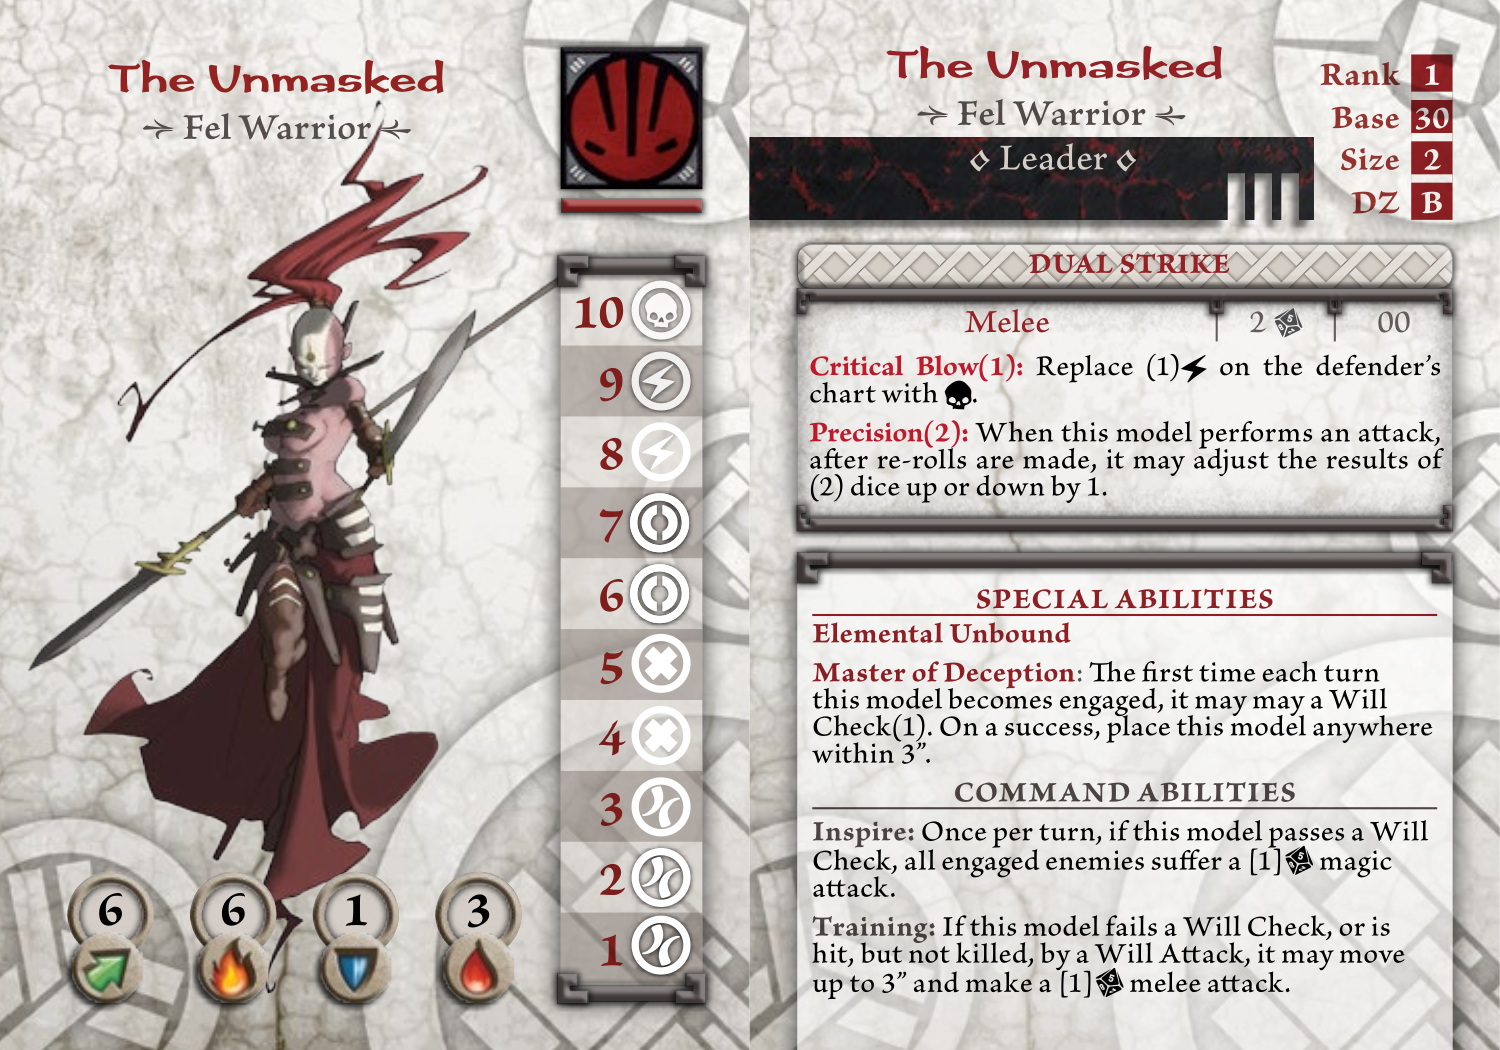 The Unmasked
Fel Warrior
10
9
8
7
6
5
4
3
2
1
6
6
1
3
The Unmasked
Fel Warrior
Leader
Rank 1
Base 30
Size 2
DZ B
DUAL STRIKE
Melee 2 00
Critical Blow(1): Replace (1) on the defender's
chart with .
Precision(2): When this model performs an attack,
after re-rolls are made, it may adjust the results of
(2) dice up or down by 1.
SPECIAL ABILITIES
Elemental Unbound
Master of Deception: The first time each turn
this model becomes engaged, it may may a Will
Check(1). On a success, place this model anywhere
within 3”.
COMMAND ABILITIES
Inspire: Once per turn, if this model passes a Will
Check, all engaged enemies suffer a [1] magic
attack.
Training: If this model fails a Will Check, or is
hit, but not killed, by a Will Attack, it may move
up to 3” and make a [1] melee attack.